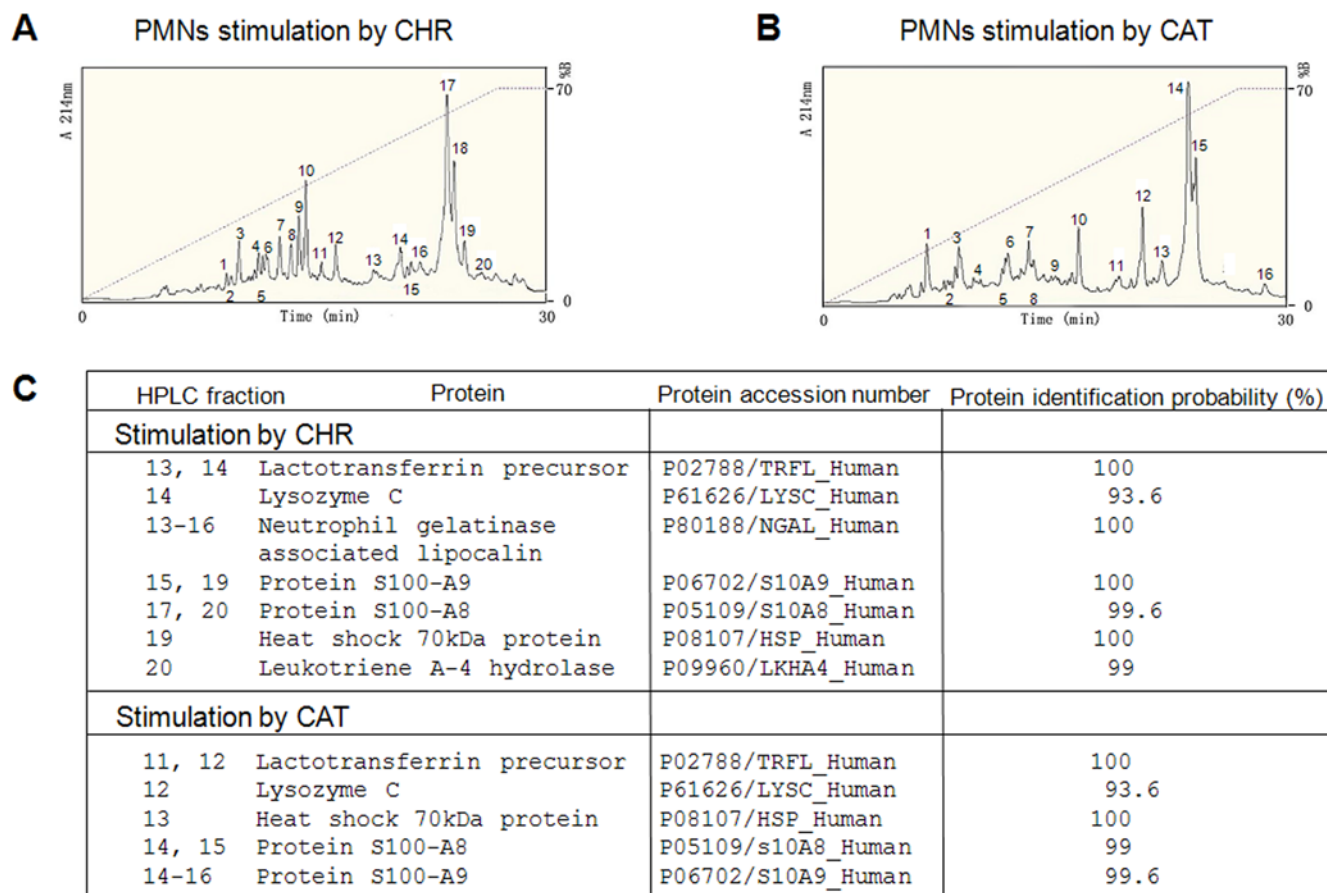 A
PMNs stimulation by CHR
B
PMNs stimulation by CAT
A 214nm
%B
70
0
0
Time (min)
30
1
2
3
4
5
6
7
8
9
10
11
12
13
14
15
16
17
18
19
20
A 214nm
%B
70
0
0
Time (min)
30
1
2
3
4
5
6
7
8
9
10
11
12
13
14
15
16
C
HPLC fraction Protein Protein accession number Protein identification probability (%)
Stimulation by CHR
13, 14 Lactotransferrin precursor P02788/TRFL_Human 100
14 Lysozyme C P61626/LYSC_Human 93.6
13-16 Neutrophil gelatinase P80188/NGAL_Human 100
associated lipocalin
15, 19 Protein S100-A9 P06702/S10A9_Human 100
17, 20 Protein S100-A8 P05109/S10A8_Human 99.6
19 Heat shock 70kDa protein P08107/HSP_Human 100
20 Leukotriene A-4 hydrolase P09960/LKHA4_Human 99
Stimulation by CAT
11, 12 Lactotransferrin precursor P02788/TRFL_Human 100
12 Lysozyme C P61626/LYSC_Human 93.6
13 Heat shock 70kDa protein P08107/HSP_Human 100
14, 15 Protein S100-A8 P05109/s10A8_Human 99
14-16 Protein S100-A9 P06702/S10A9_Human 99.6